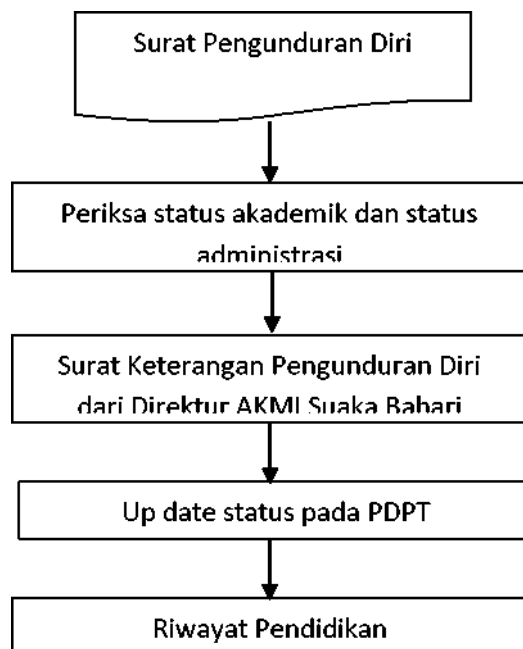 Surat Pengunduran Diri
Periksa status akademik dan status
administrasi
Surat Keterangan Pengunduran Diri
dari Direktur AKMI Suaka Bahari
Up date status pada PDPT
Riwayat Pendidikan